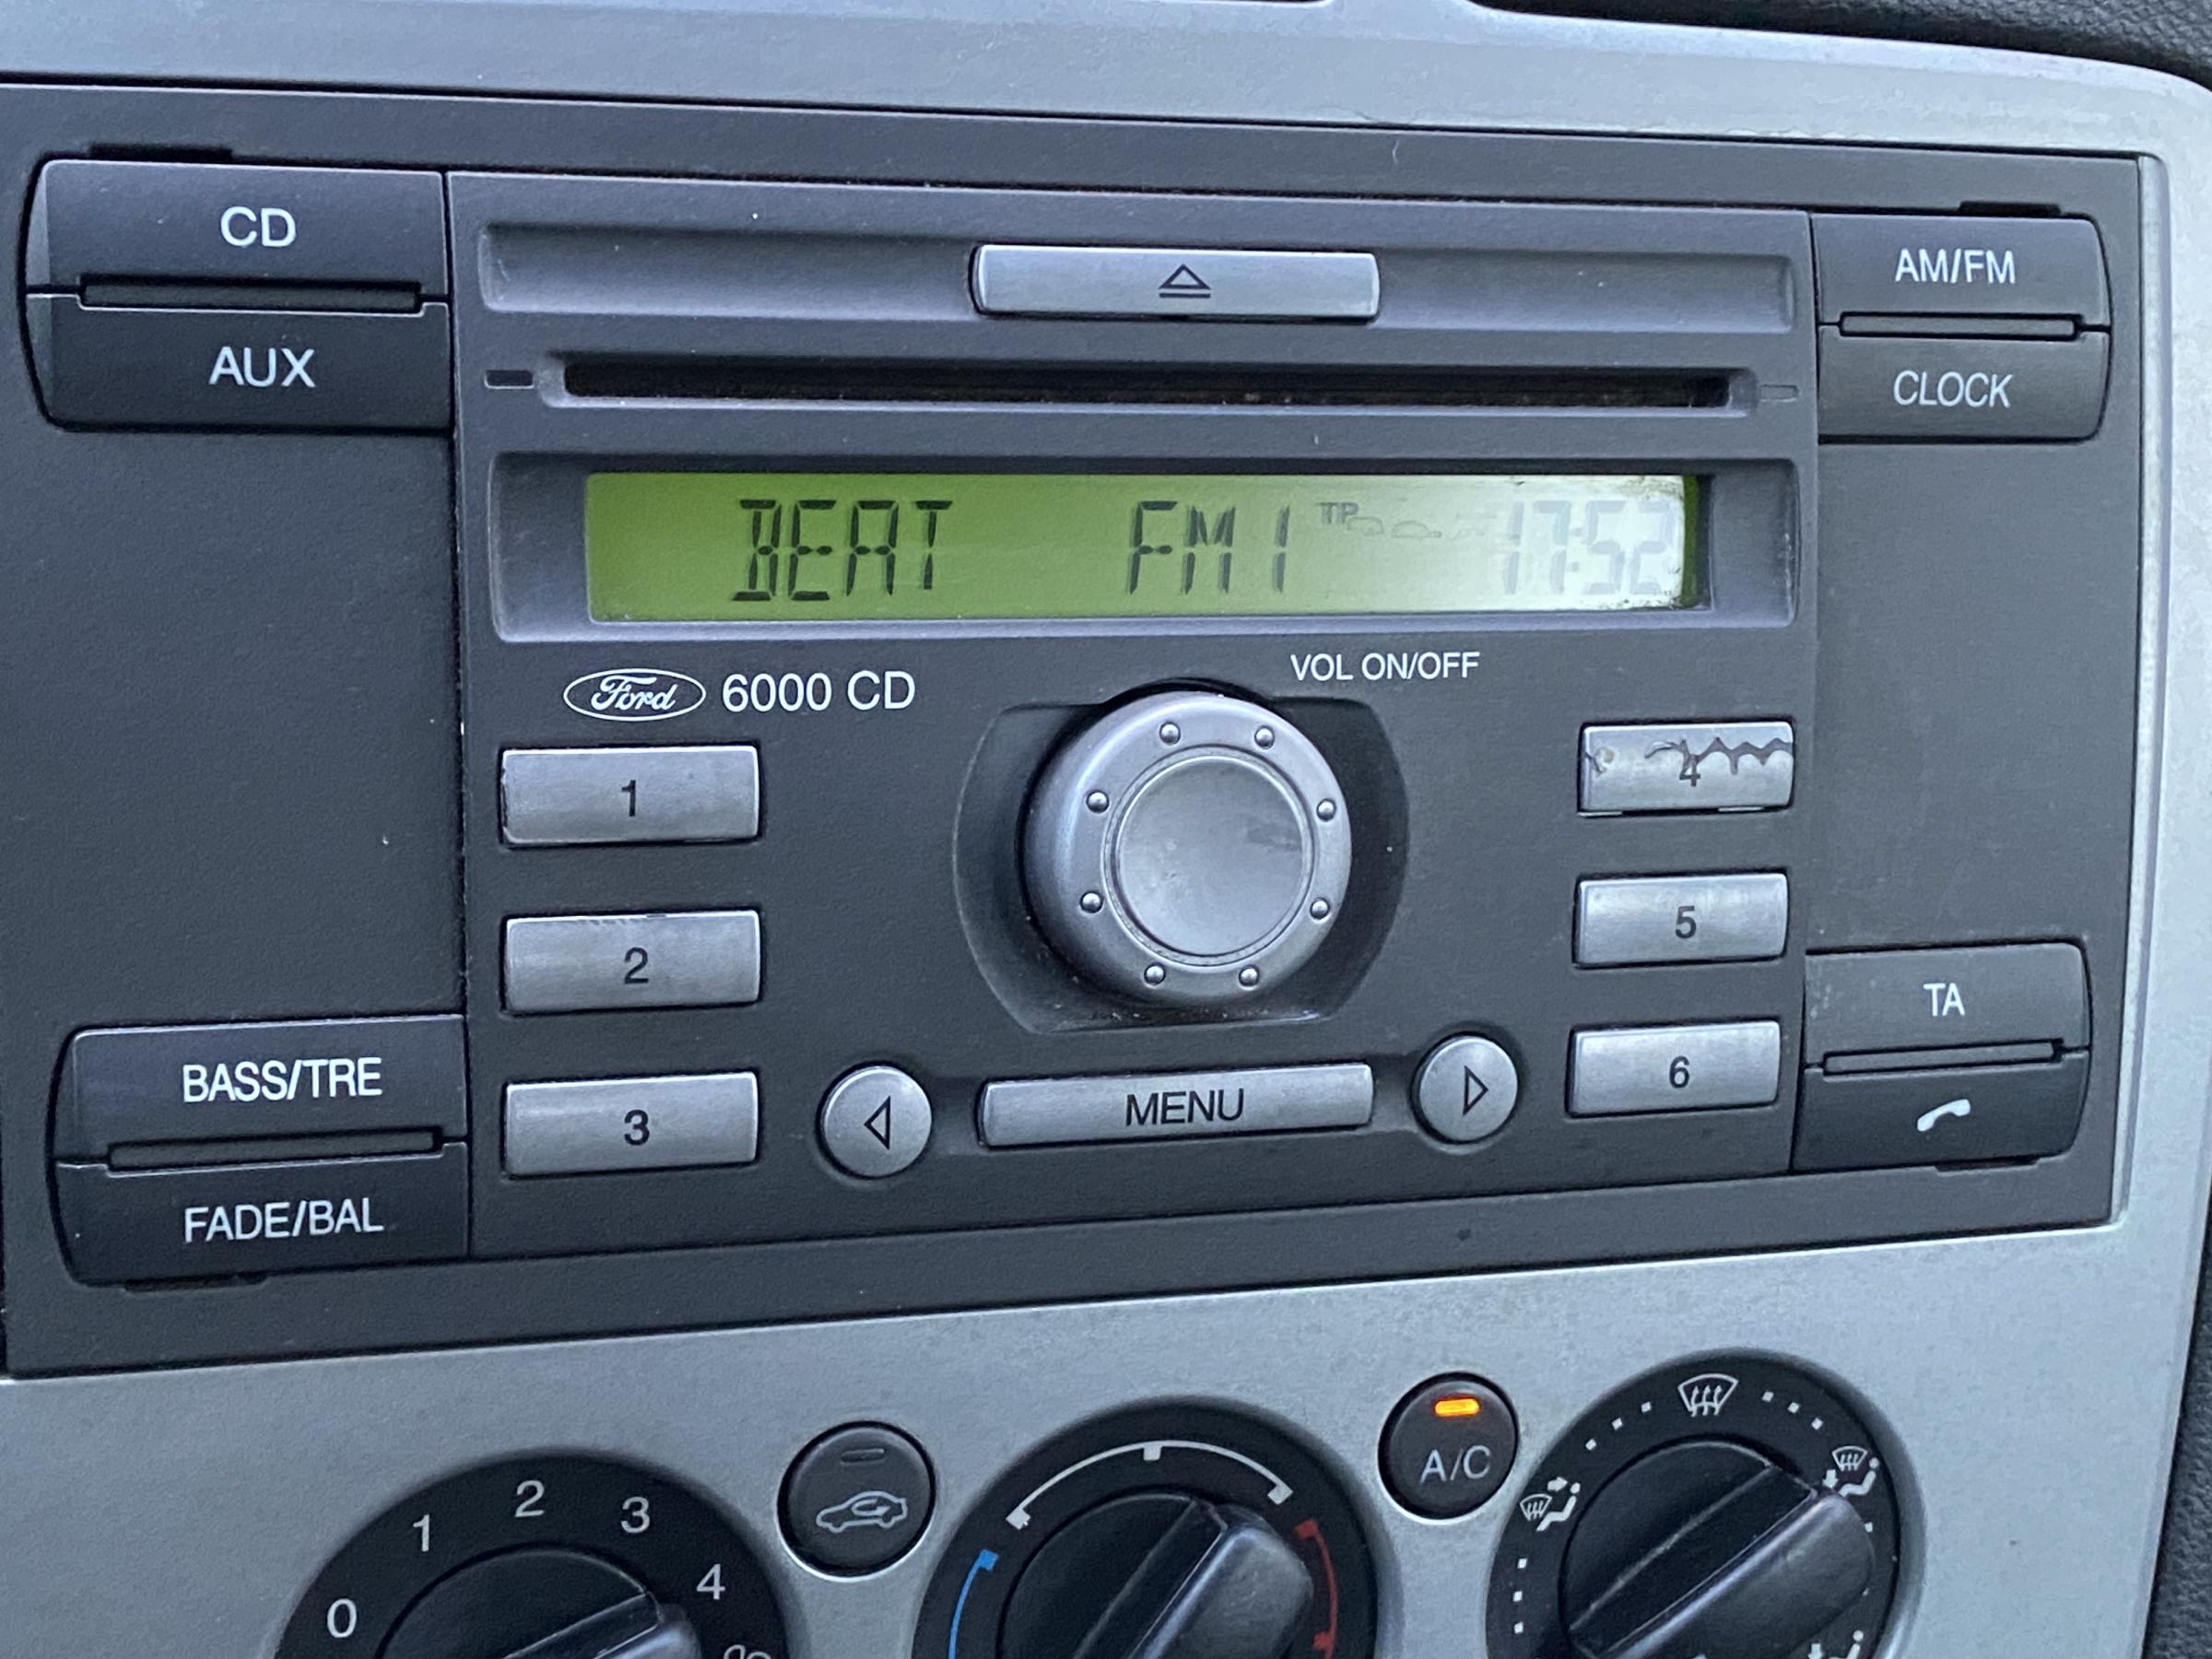 CD
AUX
AM/FM
CLOCK
BEAT FM1 TP 17:52
Ford 6000 CD
VOL ON/OFF
1
4
2
5
3
6
MENU
BASS/TRE
FADE/BAL
TA
A/C
0 1 2 3 4